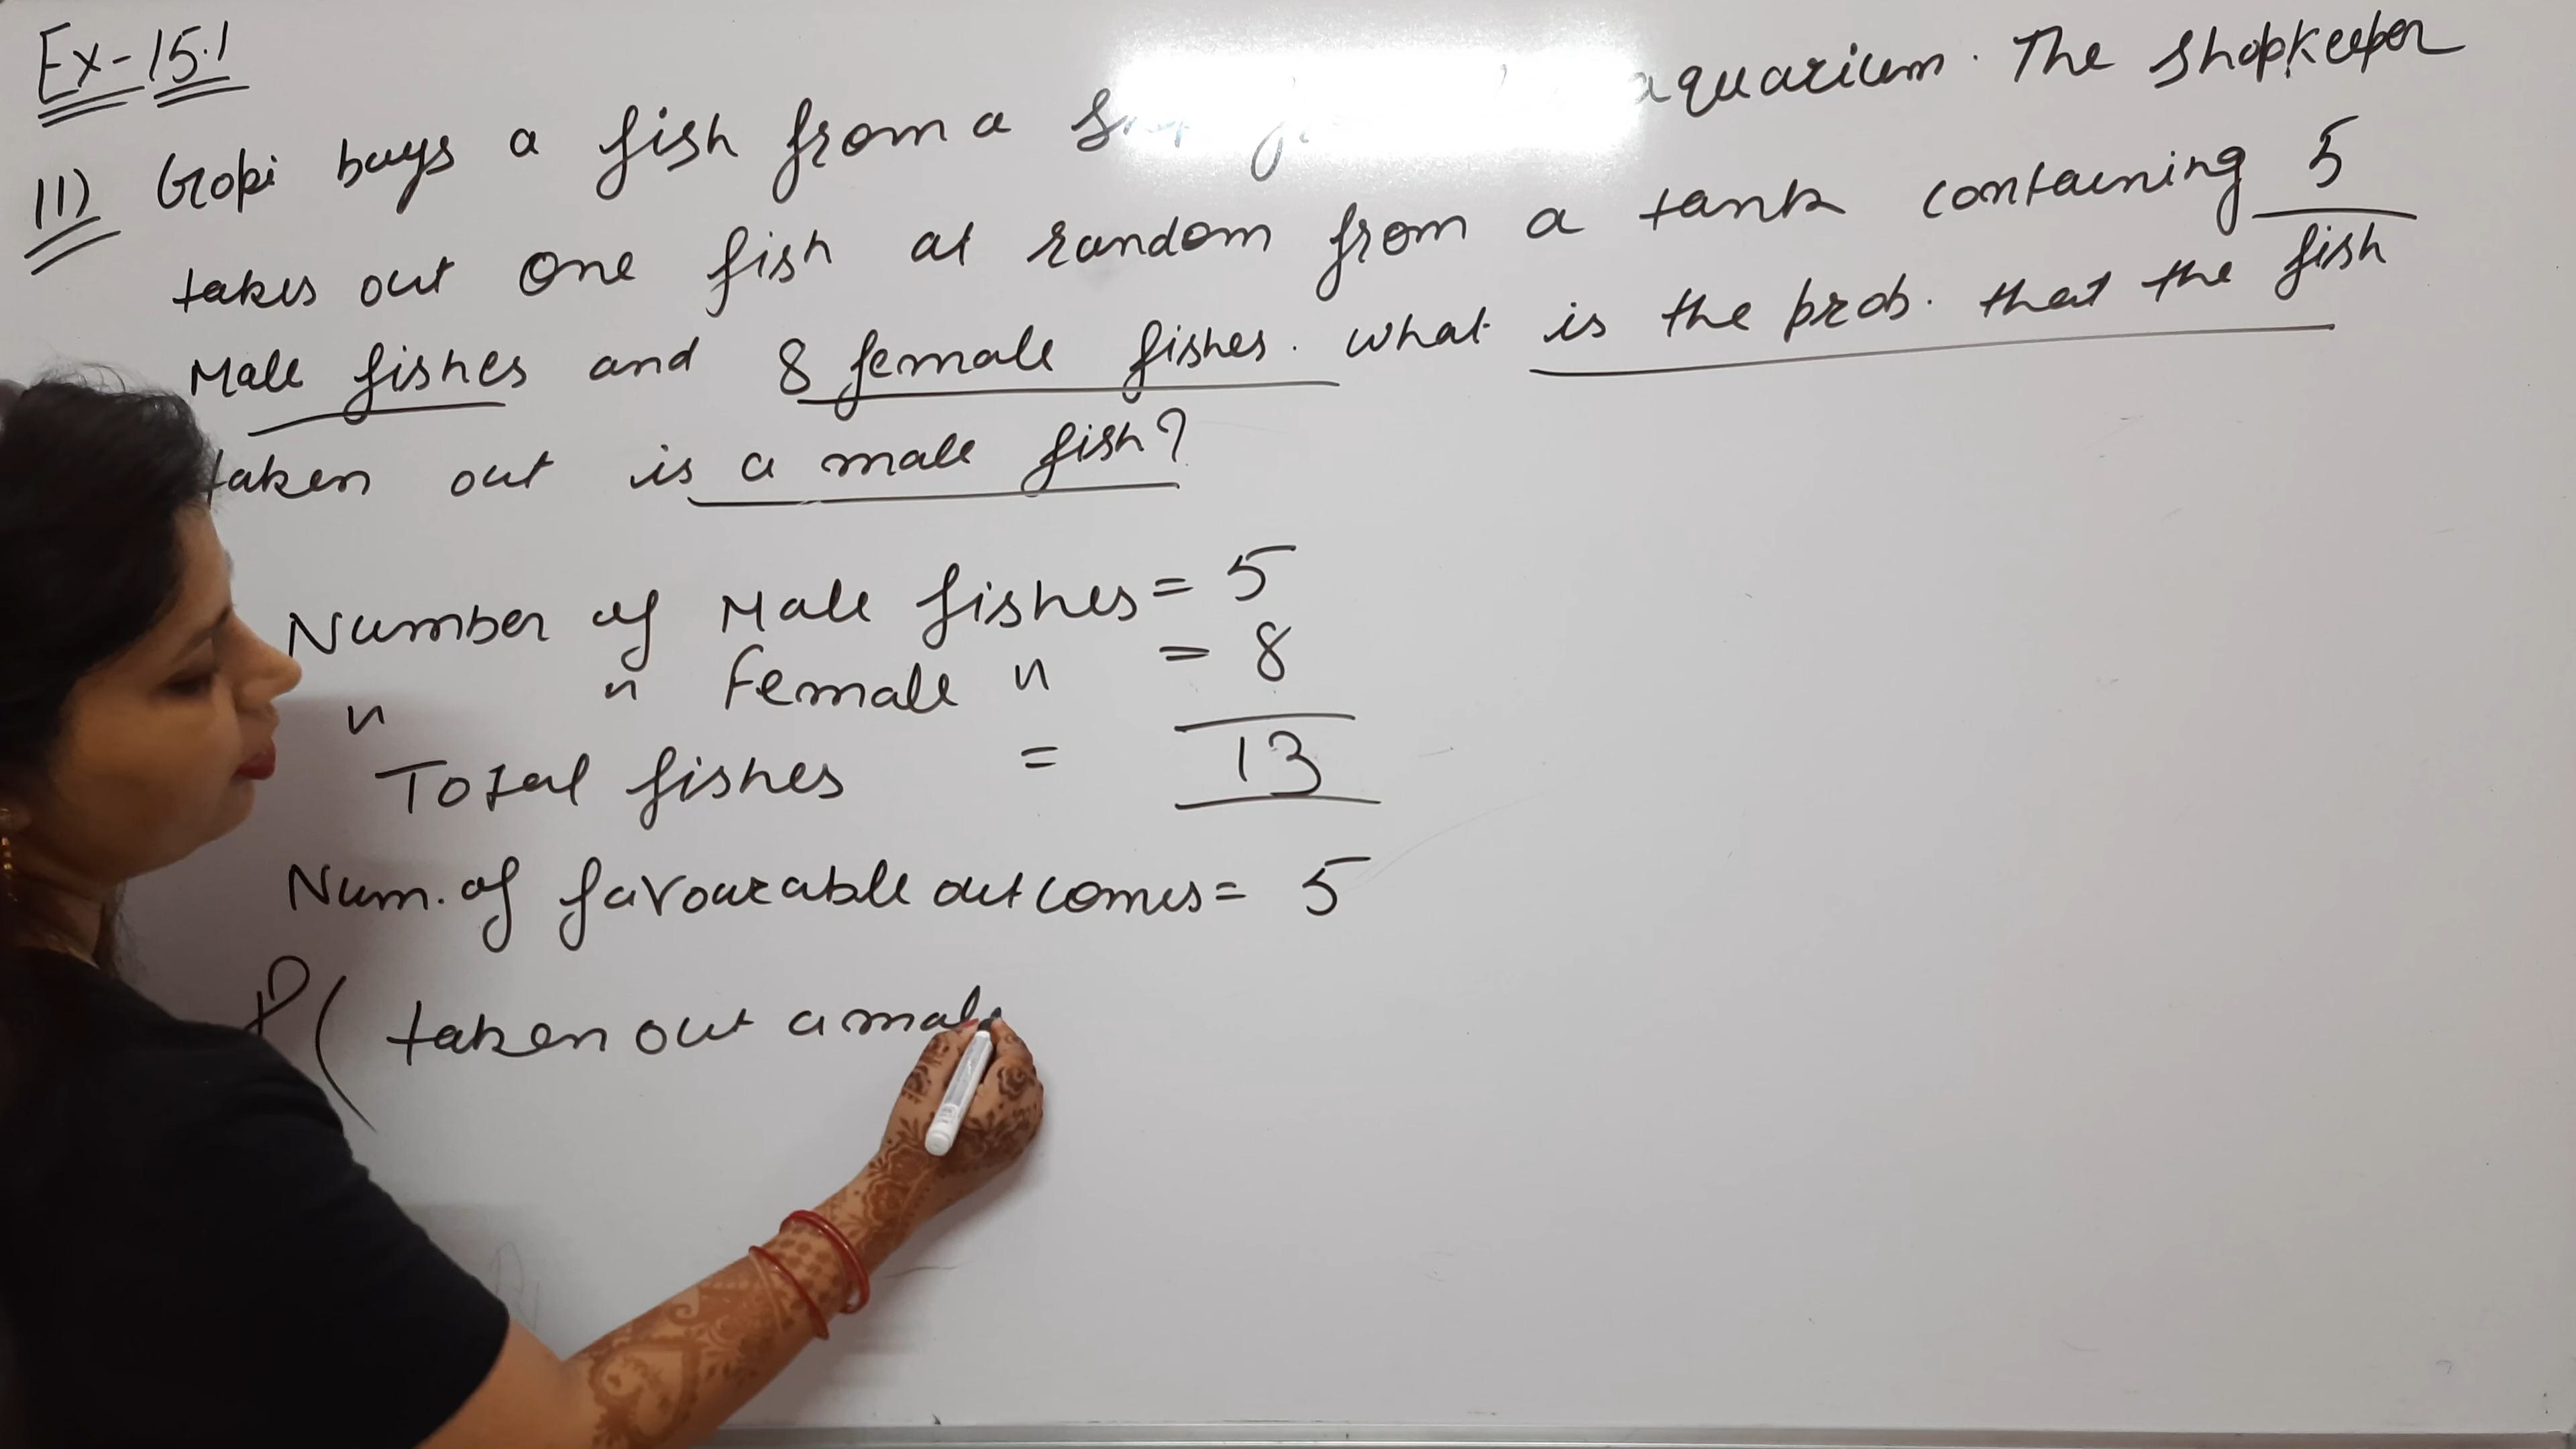 Ex-15.1
11) Gopi buys a fish from a aquarium. The shopkeeper
takes out one fish at random from a tank containing 5
Male fishes and 8 female fishes. what is the prob. that the fish
taken out is a male fish?
Number of Male fishes = 5
" " Female " = 8
Total fishes = 13
Num. of favourable outcomes = 5
P( taken out a mal